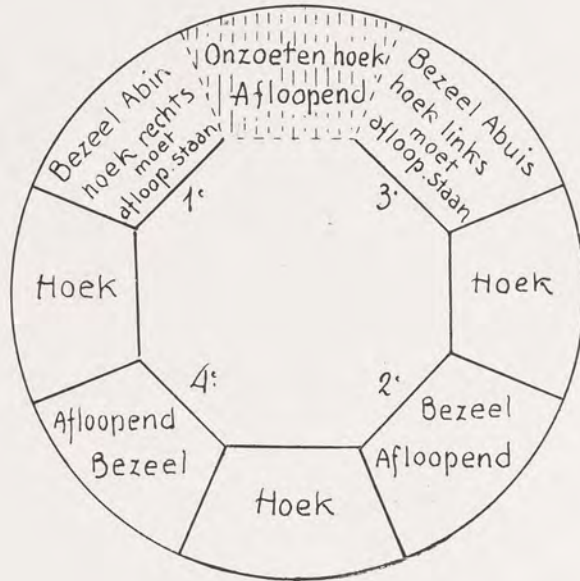 Onzoeten hoek
Afloopend
Bezeel Abin
hoek rechts
moet
afloop. staan
1e
Bezeel Abuis
hoek links
moet
afloop. staan
3e
Hoek
Hoek
4e
2e
Afloopend
Bezeel
Bezeel
Afloopend
Hoek